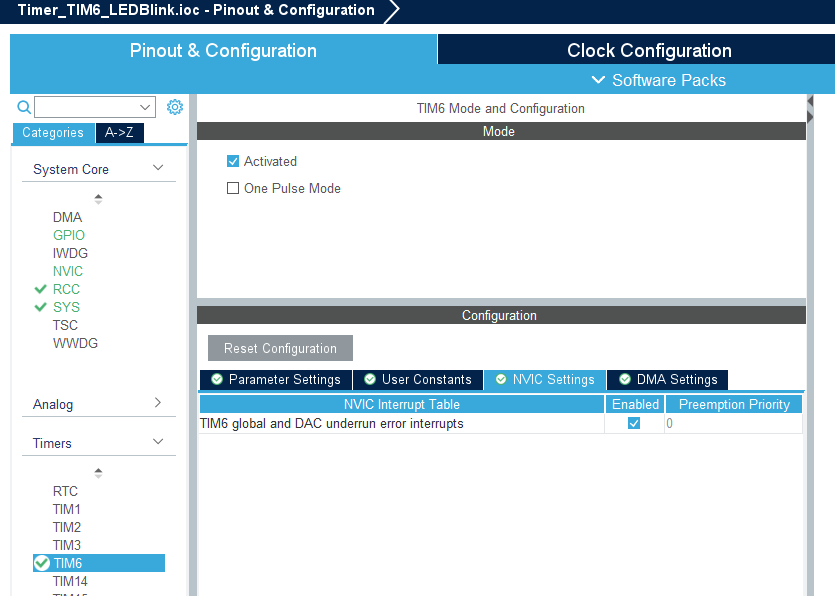 Timer_TIM6_LEDBlink.ioc - Pinout & Configuration
Pinout & Configuration
Clock Configuration
Software Packs
Categories
A->Z
System Core
DMA
GPIO
IWDG
NVIC
RCC
SYS
TSC
WWDG
Analog
Timers
RTC
TIM1
TIM2
TIM3
TIM6
TIM14
TIM6 Mode and Configuration
Mode
Activated
One Pulse Mode
Configuration
Reset Configuration
Parameter Settings
User Constants
NVIC Settings
DMA Settings
NVIC Interrupt Table Enabled Preemption Priority
TIM6 global and DAC underrun error interrupts 0